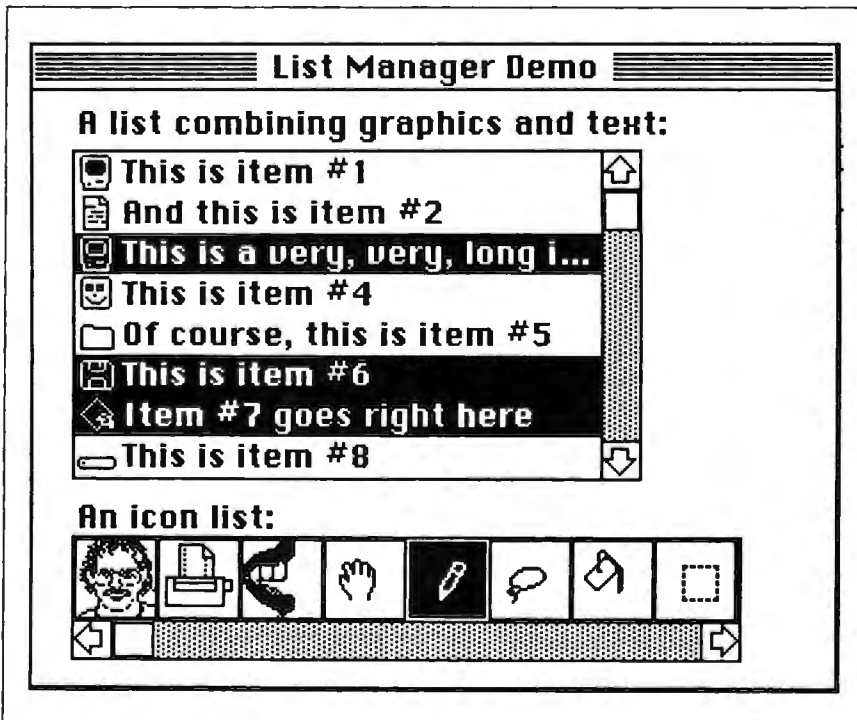 List Manager Demo
A list combining graphics and text:
This is item #1
And this is item #2
This is a very, very, long i...
This is item #4
Of course, this is item #5
This is item #6
Item #7 goes right here
This is item #8
An icon list: